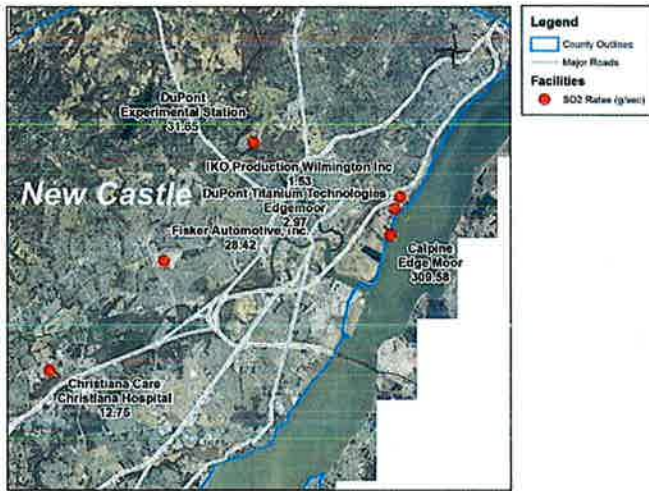 DuPont
Experimental Station
31.65
IKO Production Wilmington Inc
1.53
New Castle
DuPont Titanium Technologies
Edgemoor
2.97
Fisker Automotive, Inc.
28.42
Calpine
Edge Moor
309.58
Christiana Care
Christiana Hospital
12.75
Legend
County Outlines
Major Roads
Facilities
SO2 Rates (g/sec)